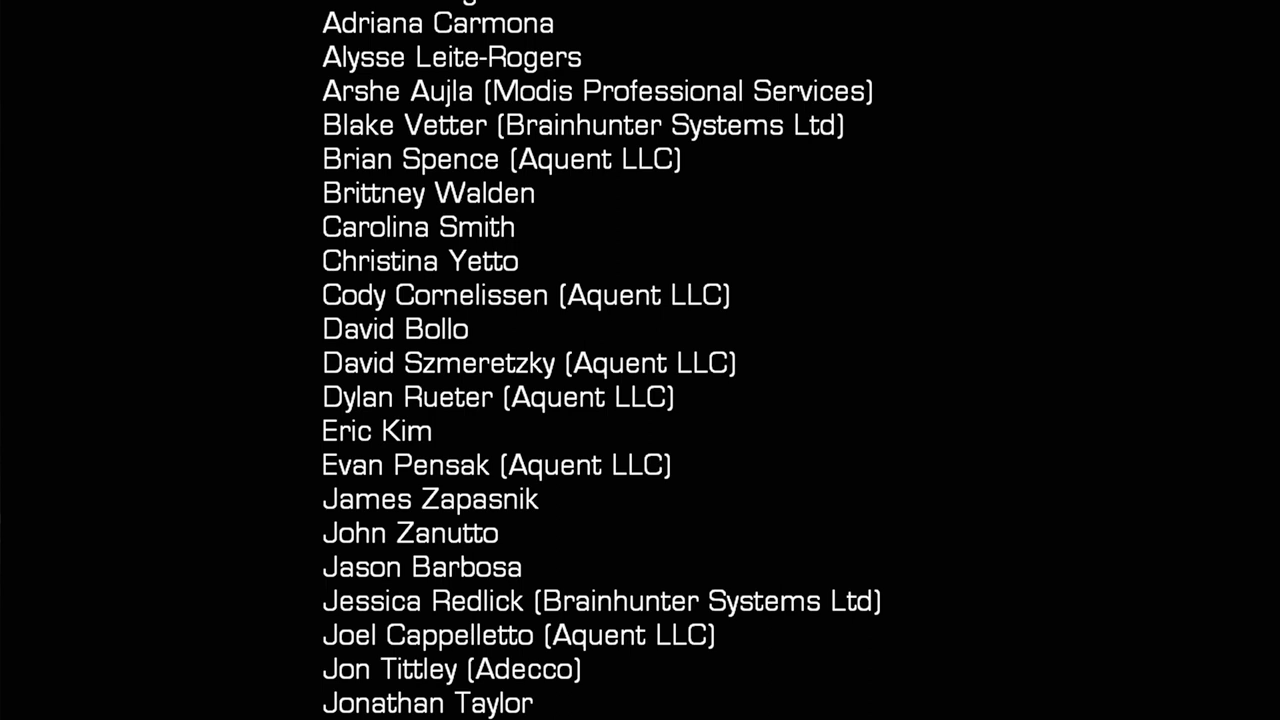 Adriana Carmona
Alysse Leite-Rogers
Arshe Aujla (Modis Professional Services)
Blake Vetter (Brainhunter Systems Ltd)
Brian Spence (Aquent LLC)
Brittney Walden
Carolina Smith
Christina Yetto
Cody Cornelissen (Aquent LLC)
David Bollo
David Szmeretzky (Aquent LLC)
Dylan Rueter (Aquent LLC)
Eric Kim
Evan Pensak (Aquent LLC)
James Zapasnik
John Zanutto
Jason Barbosa
Jessica Redlick (Brainhunter Systems Ltd)
Joel Cappelletto (Aquent LLC)
Jon Tittley (Adecco)
Jonathan Taylor